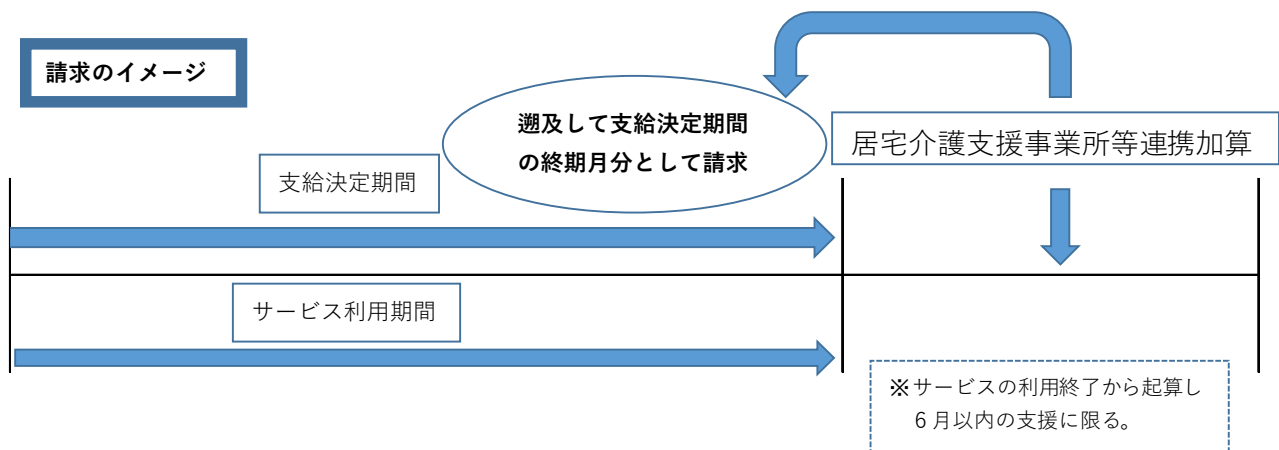 請求のイメージ
遡及して支給決定期間
の終期月分として請求
居宅介護支援事業所等連携加算
支給決定期間
サービス利用期間
※サービスの利用終了から起算し
6月以内の支援に限る。